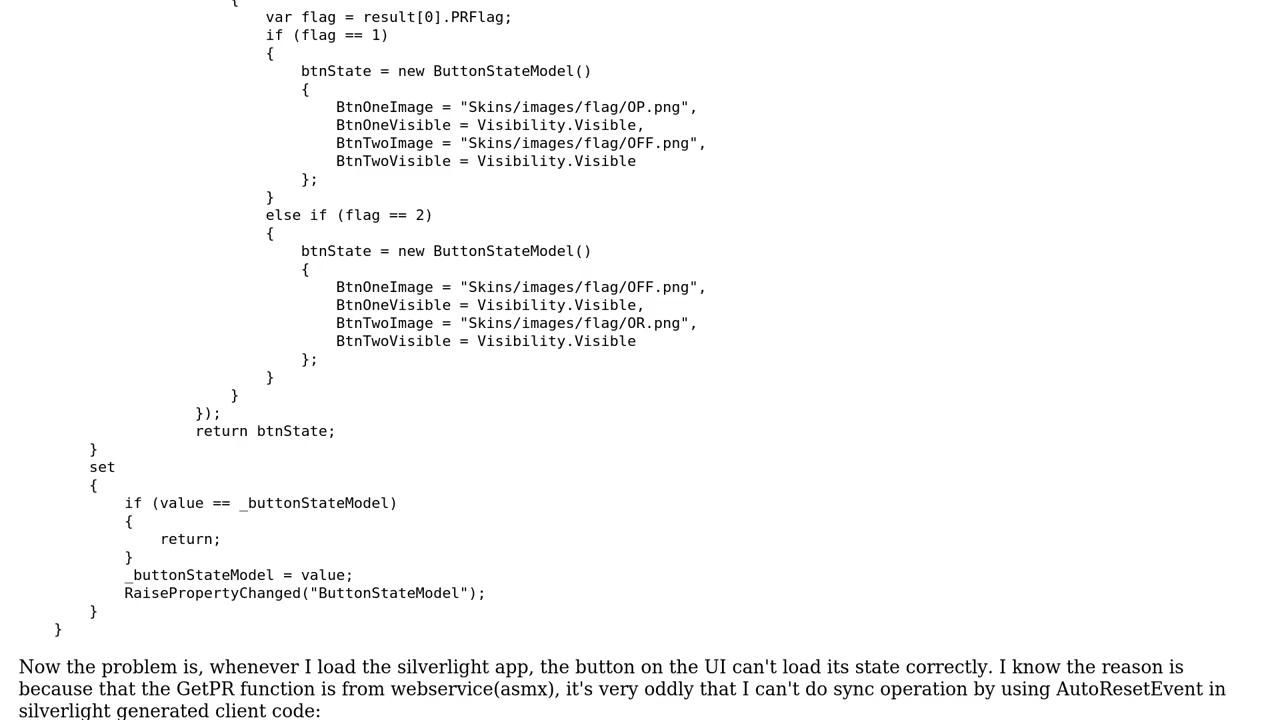 {
var flag = result[0].PRFlag;
if (flag == 1)
{
btnState = new ButtonStateModel()
{
BtnOneImage = "Skins/images/flag/OP.png",
BtnOneVisible = Visibility.Visible,
BtnTwoImage = "Skins/images/flag/OFF.png",
BtnTwoVisible = Visibility.Visible
};
}
else if (flag == 2)
{
btnState = new ButtonStateModel()
{
BtnOneImage = "Skins/images/flag/OFF.png",
BtnOneVisible = Visibility.Visible,
BtnTwoImage = "Skins/images/flag/OR.png",
BtnTwoVisible = Visibility.Visible
};
}
}
});
return btnState;
}
set
{
if (value == _buttonStateModel)
{
return;
}
_buttonStateModel = value;
RaisePropertyChanged("ButtonStateModel");
}
}
Now the problem is, whenever I load the silverlight app, the button on the UI can't load its state correctly. I know the reason is
because that the GetPR function is from webservice(asmx), it's very oddly that I can't do sync operation by using AutoResetEvent in
silverlight generated client code: